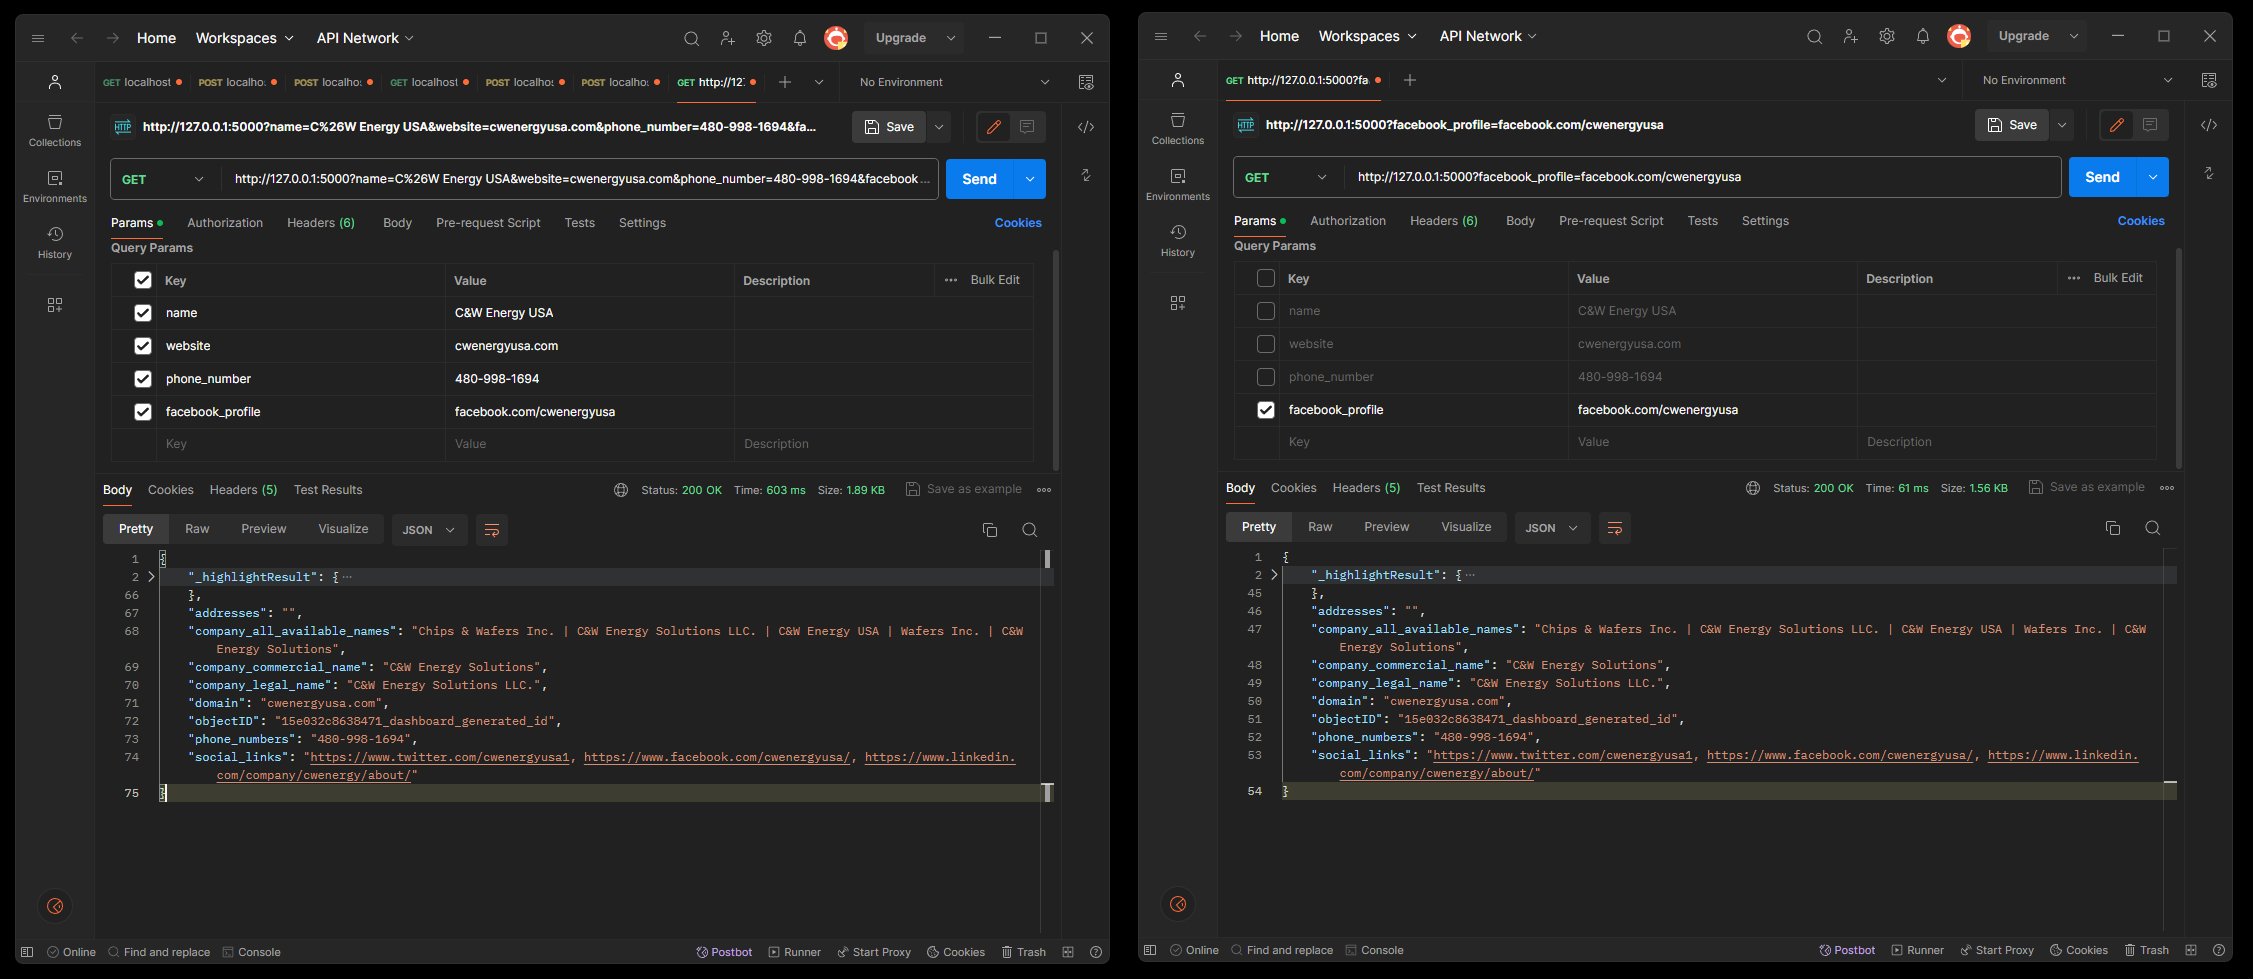 Home Workspaces API Network Upgrade
GET localhost POST localho: POST localho: GET localhost POST localho: POST localho: GET http://12: No Environment
HTTP http://127.0.0.1:5000?name=C%26W Energy USA&website=cwenergyusa.com&phone_number=480-998-1694&fa... Save
Collections
GET http://127.0.0.1:5000?name=C%26W Energy USA&website=cwenergyusa.com&phone_number=480-998-1694&facebook ... Send
Environments
Params Authorization Headers (6) Body Pre-request Script Tests Settings Cookies
History
Query Params
Key Value Description ··· Bulk Edit
name C&W Energy USA
website cwenergyusa.com
phone_number 480-998-1694
facebook_profile facebook.com/cwenergyusa
Key Value Description
Body Cookies Headers (5) Test Results Status: 200 OK Time: 603 ms Size: 1.89 KB Save as example
Pretty Raw Preview Visualize JSON
1 {
2 "_highlightResult": { ···
66 },
67 "addresses": "",
68 "company_all_available_names": "Chips & Wafers Inc. | C&W Energy Solutions LLC. | C&W Energy USA | Wafers Inc. | C&W
Energy Solutions",
69 "company_commercial_name": "C&W Energy Solutions",
70 "company_legal_name": "C&W Energy Solutions LLC.",
71 "domain": "cwenergyusa.com",
72 "objectID": "15e032c8638471_dashboard_generated_id",
73 "phone_numbers": "480-998-1694",
74 "social_links": "https://www.twitter.com/cwenergyusa1, https://www.facebook.com/cwenergyusa/, https://www.linkedin.
com/company/cwenergy/about/"
75 }
Online Find and replace Console Postbot Runner Start Proxy Cookies Trash
Home Workspaces API Network Upgrade
GET http://127.0.0.1:5000?fa No Environment
HTTP http://127.0.0.1:5000?facebook_profile=facebook.com/cwenergyusa Save
Collections
GET http://127.0.0.1:5000?facebook_profile=facebook.com/cwenergyusa Send
Environments
Params Authorization Headers (6) Body Pre-request Script Tests Settings Cookies
History
Query Params
Key Value Description ··· Bulk Edit
name C&W Energy USA
website cwenergyusa.com
phone_number 480-998-1694
facebook_profile facebook.com/cwenergyusa
Key Value Description
Body Cookies Headers (5) Test Results Status: 200 OK Time: 61 ms Size: 1.56 KB Save as example
Pretty Raw Preview Visualize JSON
1 {
2 "_highlightResult": { ···
45 },
46 "addresses": "",
47 "company_all_available_names": "Chips & Wafers Inc. | C&W Energy Solutions LLC. | C&W Energy USA | Wafers Inc. | C&W
Energy Solutions",
48 "company_commercial_name": "C&W Energy Solutions",
49 "company_legal_name": "C&W Energy Solutions LLC.",
50 "domain": "cwenergyusa.com",
51 "objectID": "15e032c8638471_dashboard_generated_id",
52 "phone_numbers": "480-998-1694",
53 "social_links": "https://www.twitter.com/cwenergyusa1, https://www.facebook.com/cwenergyusa/, https://www.linkedin.
com/company/cwenergy/about/"
54 }
Online Find and replace Console Postbot Runner Start Proxy Cookies Trash